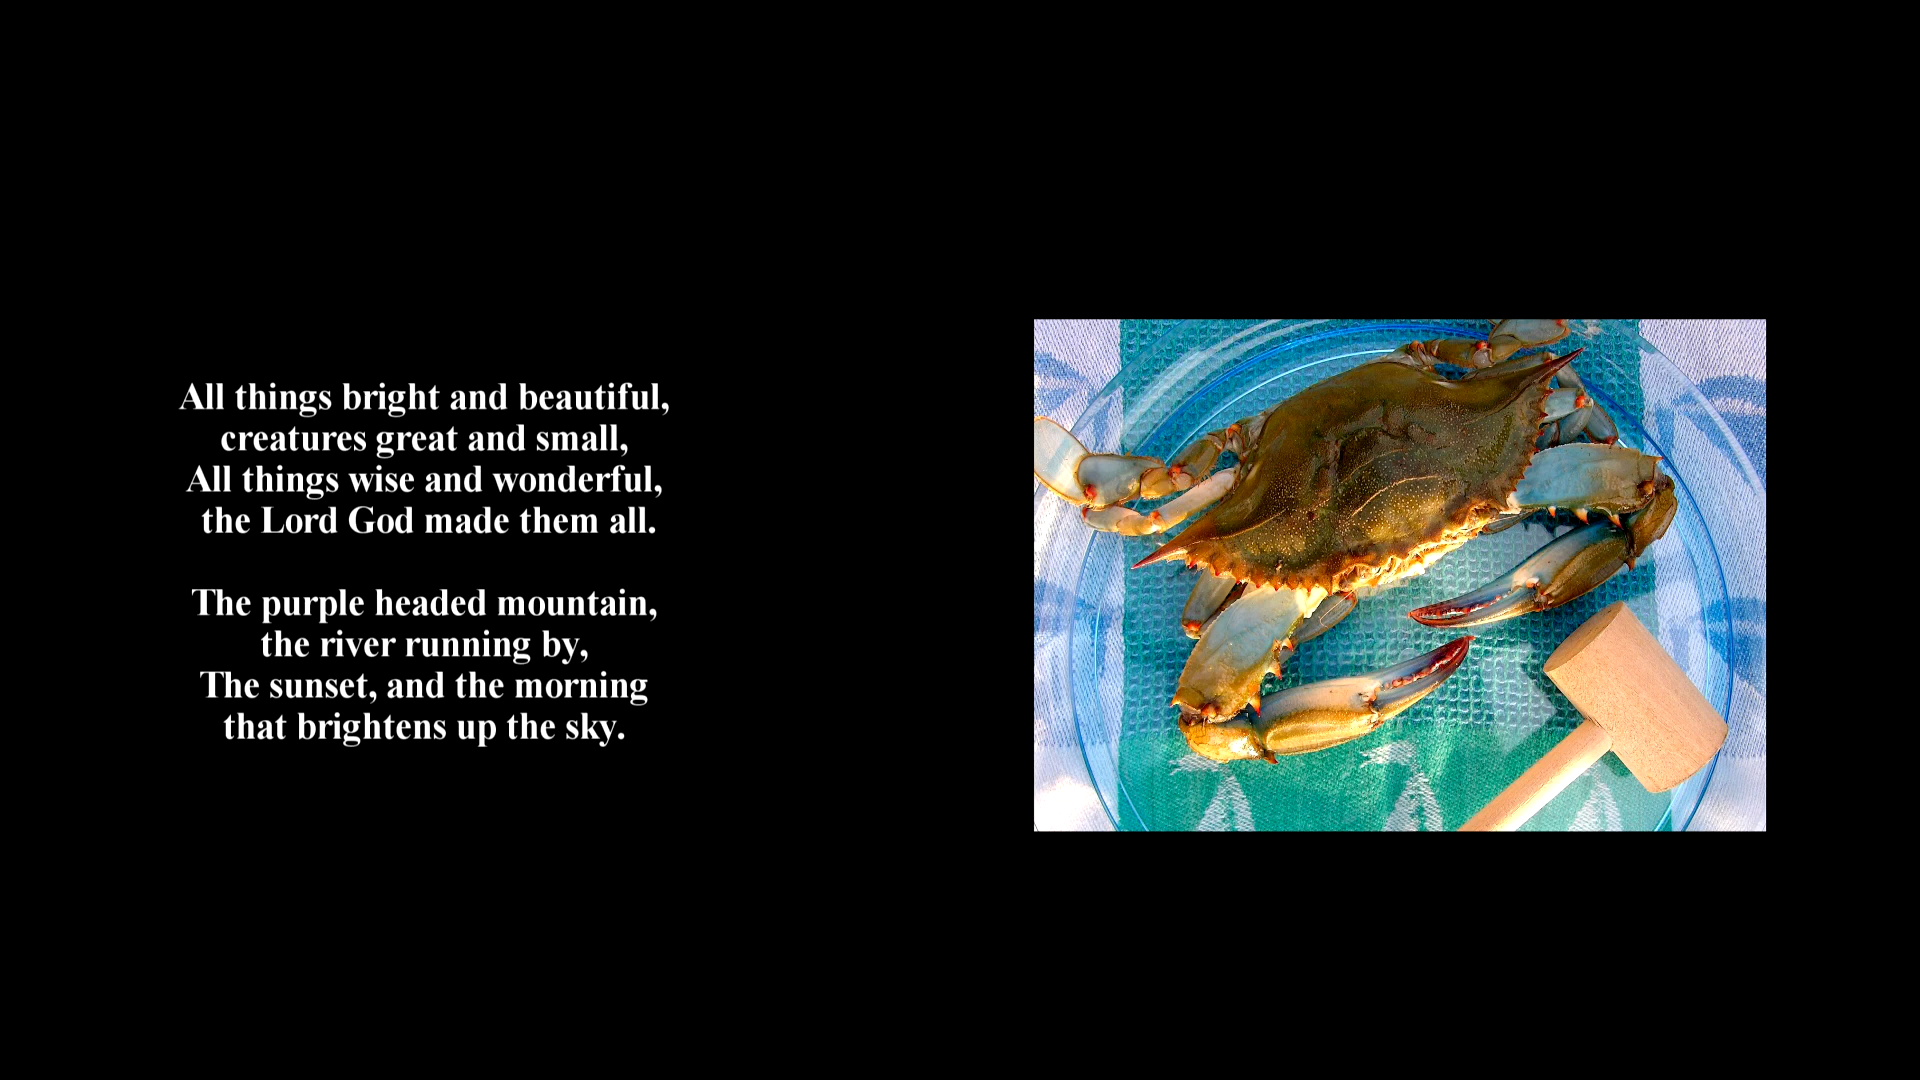 All things bright and beautiful,
creatures great and small,
All things wise and wonderful,
the Lord God made them all.
The purple headed mountain,
the river running by,
The sunset, and the morning
that brightens up the sky.